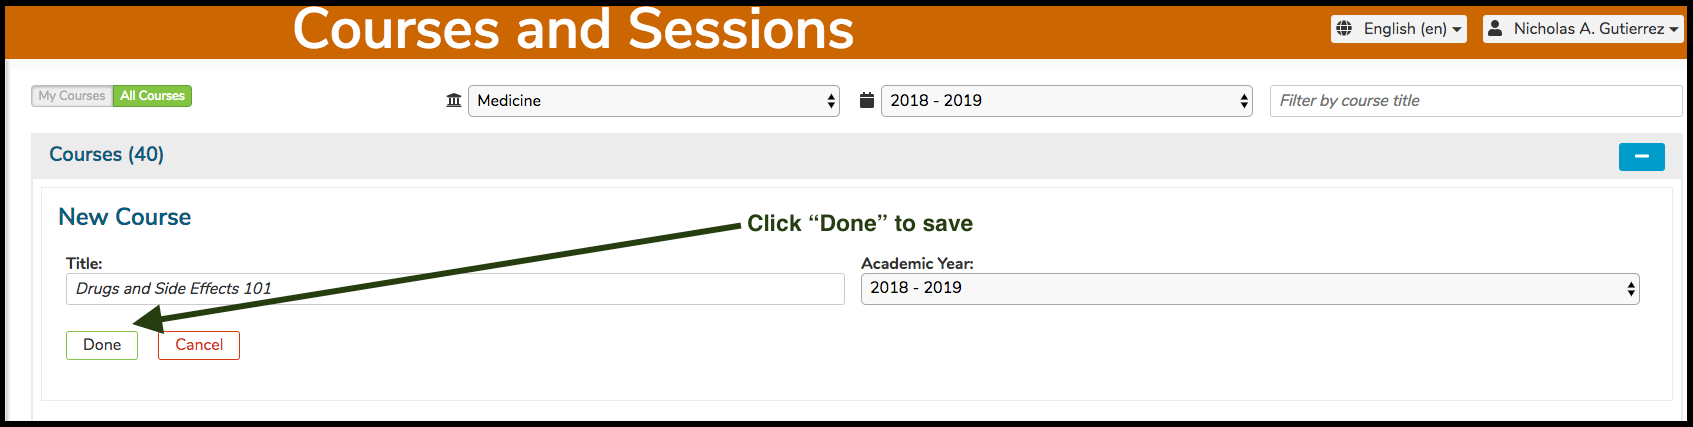 Courses and Sessions
English (en)
Nicholas A. Gutierrez
My Courses
All Courses
Medicine
2018 - 2019
Filter by course title
Courses (40)
New Course
Click “Done” to save
Title:
Academic Year:
Drugs and Side Effects 101
2018 - 2019
Done
Cancel